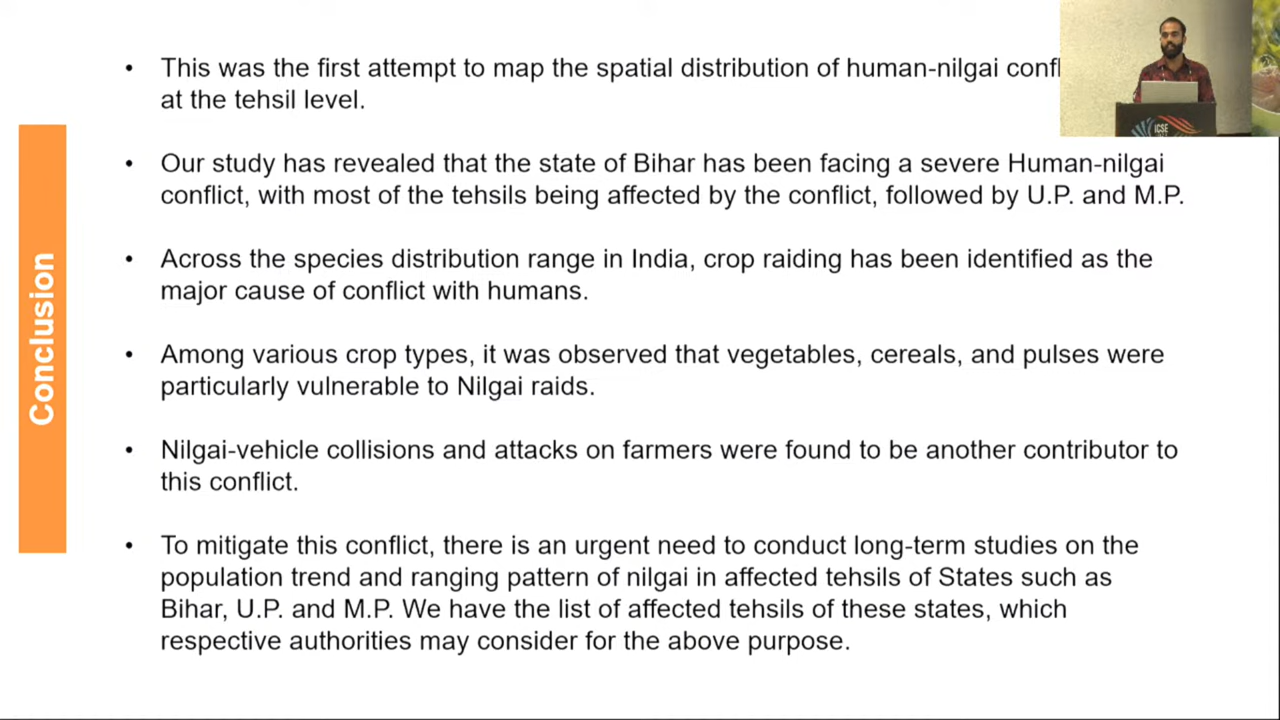 This was the first attempt to map the spatial distribution of human-nilgai
at the tehsil level.
Our study has revealed that the state of Bihar has been facing a severe Human-nilgai
conflict, with most of the tehsils being affected by the conflict, followed by U.P. and M.P.
Across the species distribution range in India, crop raiding has been identified as the
major cause of conflict with humans.
Among various crop types, it was observed that vegetables, cereals, and pulses were
particularly vulnerable to Nilgai raids.
Nilgai-vehicle collisions and attacks on farmers were found to be another contributor to
this conflict.
To mitigate this conflict, there is an urgent need to conduct long-term studies on the
population trend and ranging pattern of nilgai in affected tehsils of States such as
Bihar, U.P. and M.P. We have the list of affected tehsils of these states, which
respective authorities may consider for the above purpose.
Conclusion
ICSE